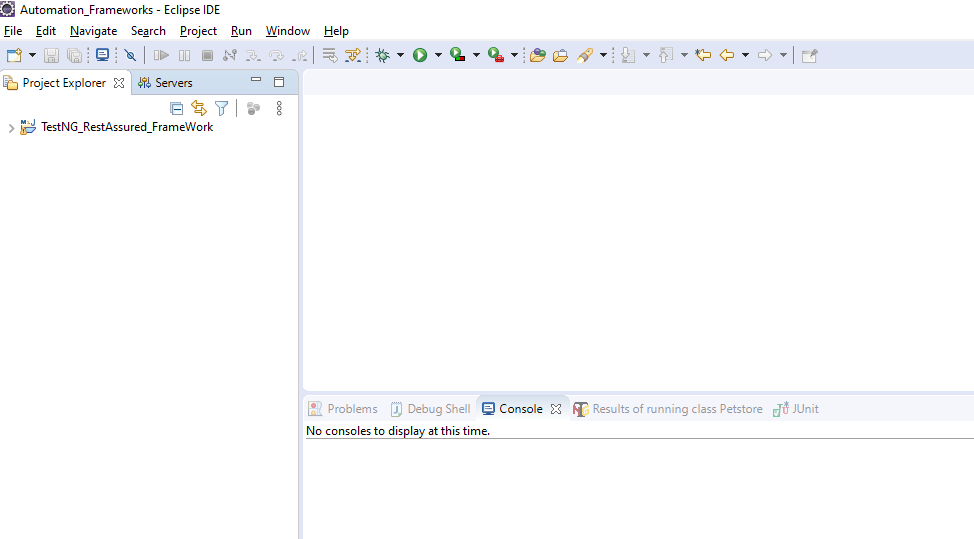 Automation_Frameworks - Eclipse IDE
File Edit Navigate Search Project Run Window Help
Project Explorer Servers
TestNG_RestAssured_FrameWork
Problems Debug Shell Console Results of running class Petstore JUnit
No consoles to display at this time.